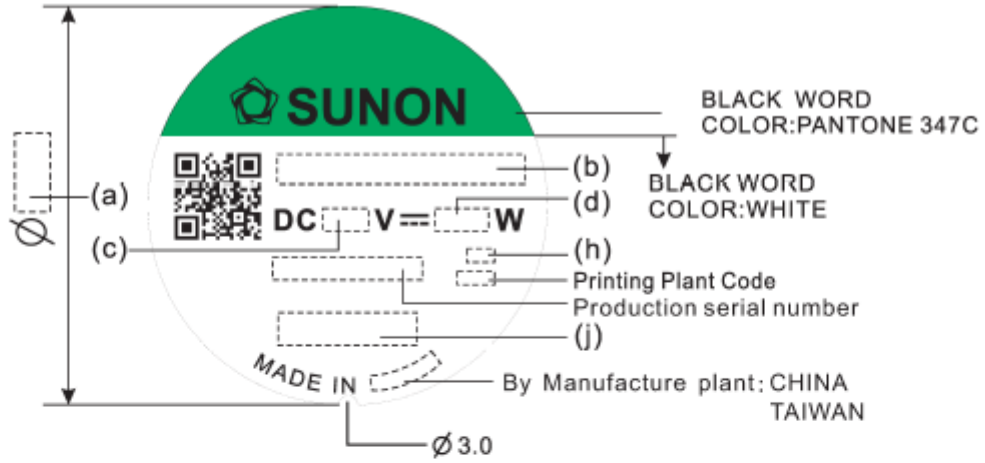 SUNON
BLACK WORD
COLOR:PANTONE 347C
BLACK WORD
COLOR:WHITE
(a)
Ø
(b)
(d)
DC V⎓ W
(c)
(h)
Printing Plant Code
Production serial number
(j)
MADE IN
By Manufacture plant: CHINA
TAIWAN
Ø3.0